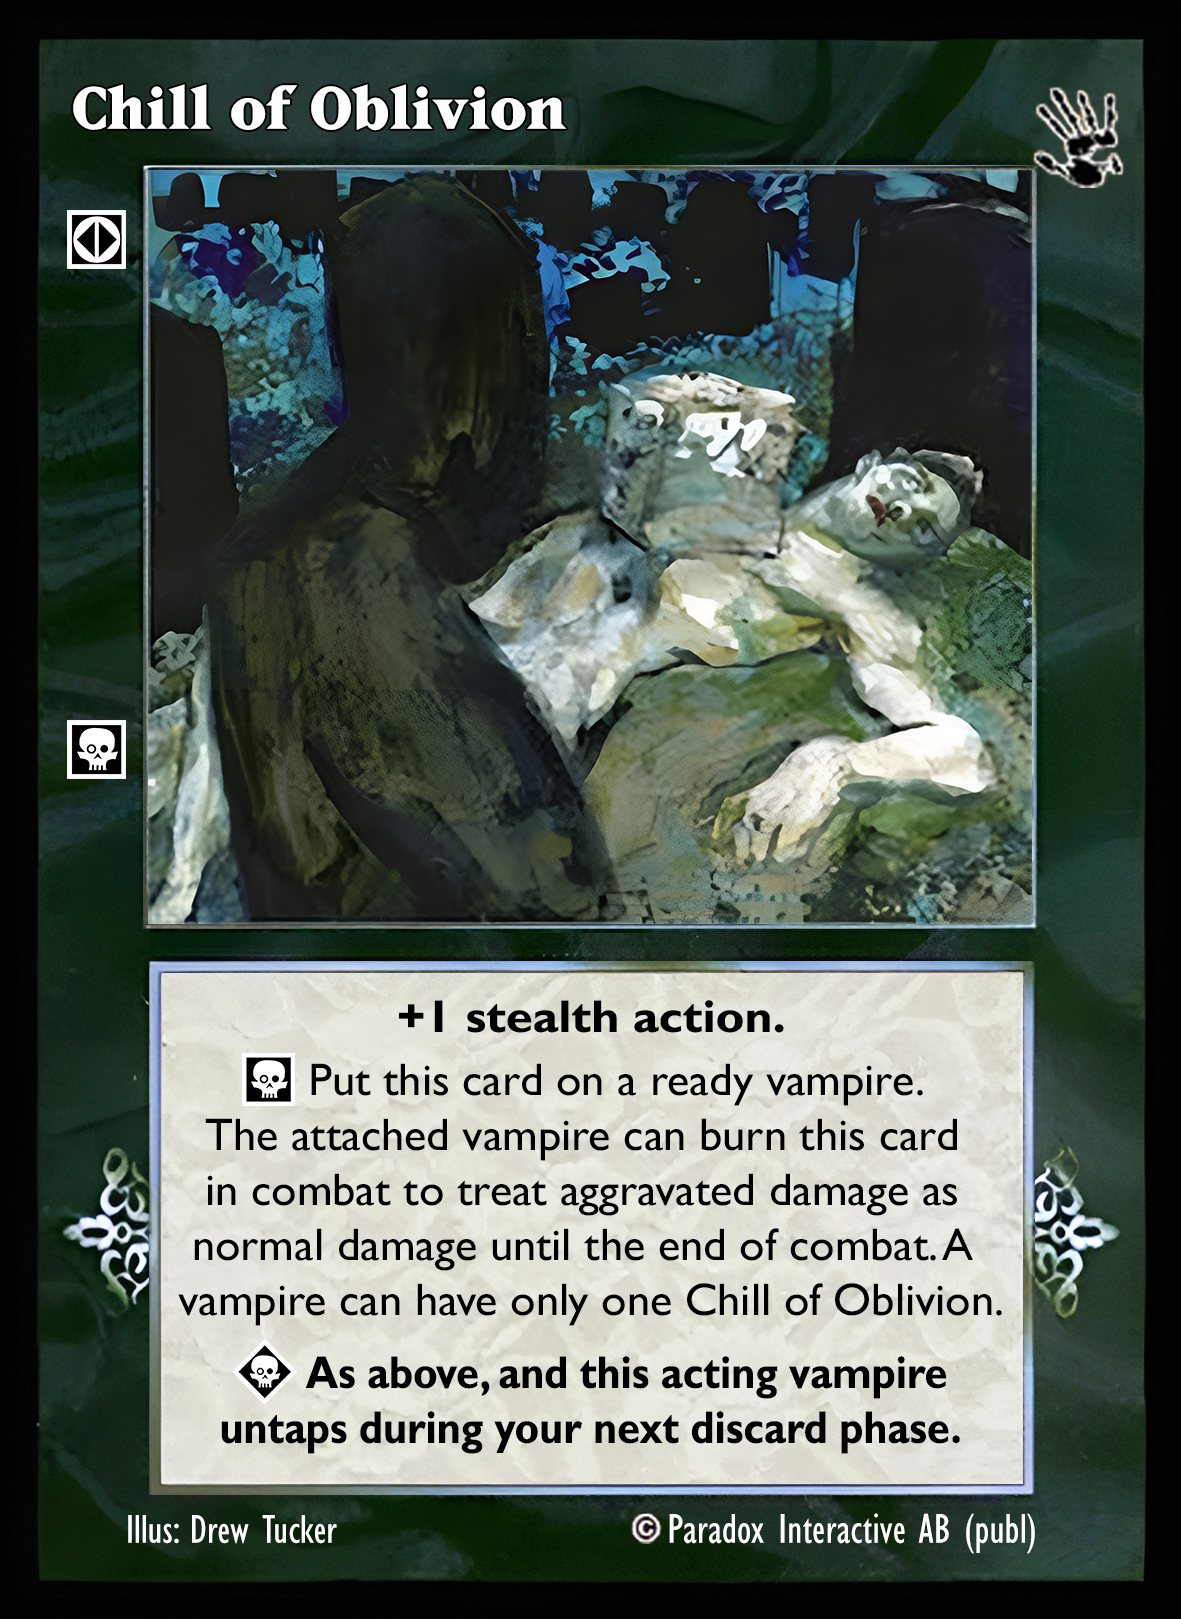 Chill of Oblivion
+1 stealth action.
Put this card on a ready vampire.
The attached vampire can burn this card
in combat to treat aggravated damage as
normal damage until the end of combat. A
vampire can have only one Chill of Oblivion.
As above, and this acting vampire
untaps during your next discard phase.
Illus: Drew Tucker
© Paradox Interactive AB (publ)